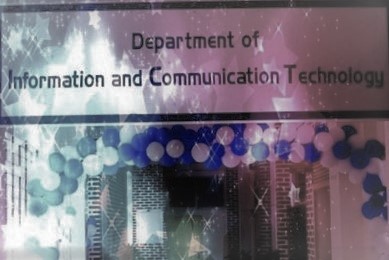 Department of
Information and Communication Technology